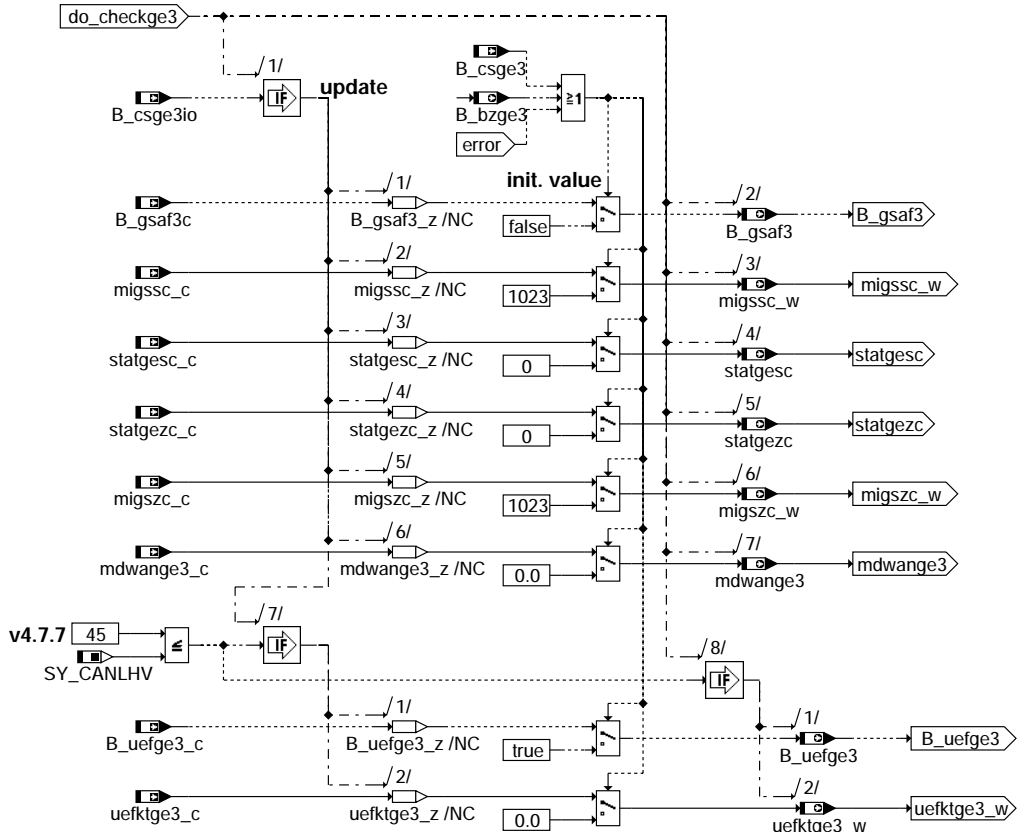 do_checkge3
/1/
B_csge3
IF
update
B_csge3io
B_bzge3
≧1
error
init. value
/1/
/2/
B_gsaf3c
B_gsaf3_z /NC
false
B_gsaf3
B_gsaf3
/2/
/3/
migssc_c
migssc_z /NC
1023
migssc_w
migssc_w
/3/
/4/
statgesc_c
statgesc_z /NC
0
statgesc
statgesc
/4/
/5/
statgezc_c
statgezc_z /NC
0
statgezc
statgezc
/5/
/6/
migszc_c
migszc_z /NC
1023
migszc_w
migszc_w
/6/
/7/
mdwange3_c
mdwange3_z /NC
0.0
mdwange3
mdwange3
/7/
v4.7.7 45
≤
IF
SY_CANLHV
/8/
IF
/1/
/1/
B_uefge3_c
B_uefge3_z /NC
true
B_uefge3
B_uefge3
/2/
/2/
uefktge3_c
uefktge3_z /NC
0.0
uefktge3_w
uefktge3_w